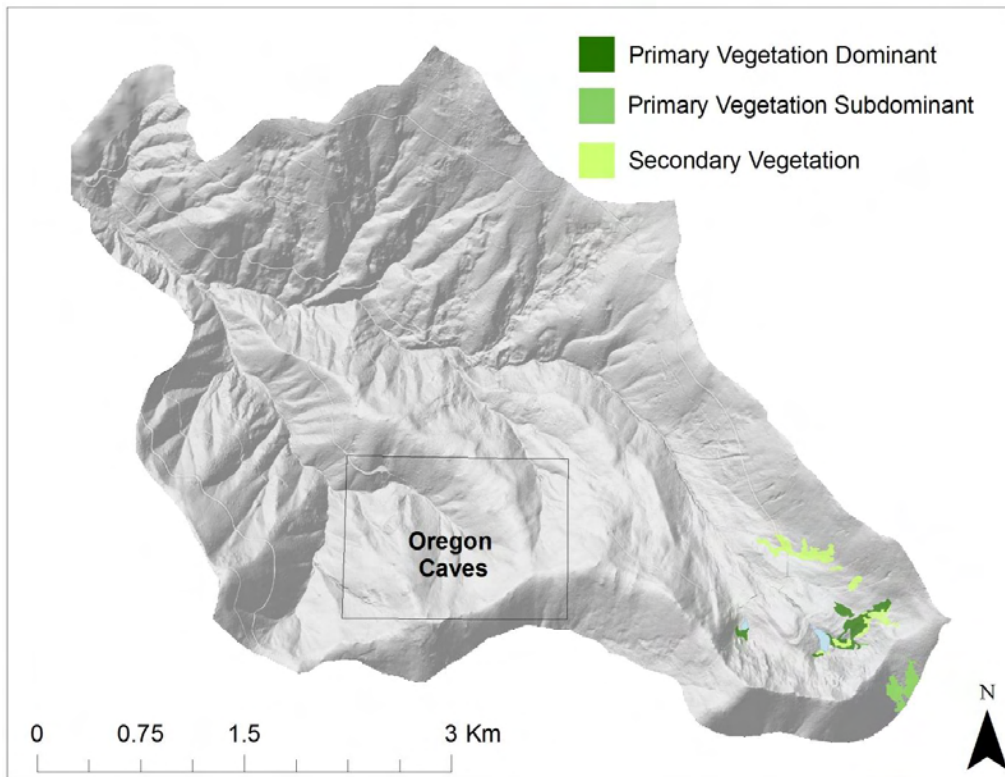 Primary Vegetation Dominant
Primary Vegetation Subdominant
Secondary Vegetation
Oregon
Caves
N
0 0.75 1.5 3 Km